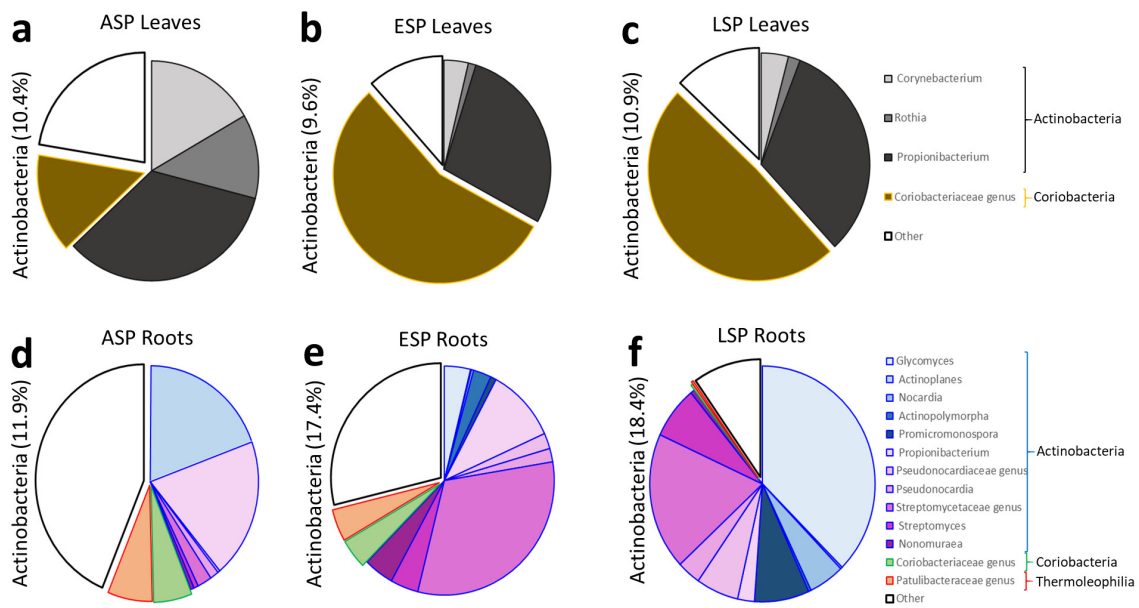 a
ASP Leaves
Actinobacteria (10.4%)
b
ESP Leaves
Actinobacteria (9.6%)
c
LSP Leaves
Actinobacteria (10.9%)
Corynebacterium
Rothia
Propionibacterium
Actinobacteria
Coriobacteriaceae genus
Coriobacteria
Other
d
ASP Roots
Actinobacteria (11.9%)
e
ESP Roots
Actinobacteria (17.4%)
f
LSP Roots
Actinobacteria (18.4%)
Glycomyces
Actinoplanes
Nocardia
Actinopolymorpha
Promicromonospora
Propionibacterium
Actinobacteria
Pseudonocardiaceae genus
Pseudonocardia
Streptomycetaceae genus
Streptomyces
Nonomuraea
Coriobacteriaceae genus
Coriobacteria
Patulibacteraceae genus
Thermoleophilia
Other